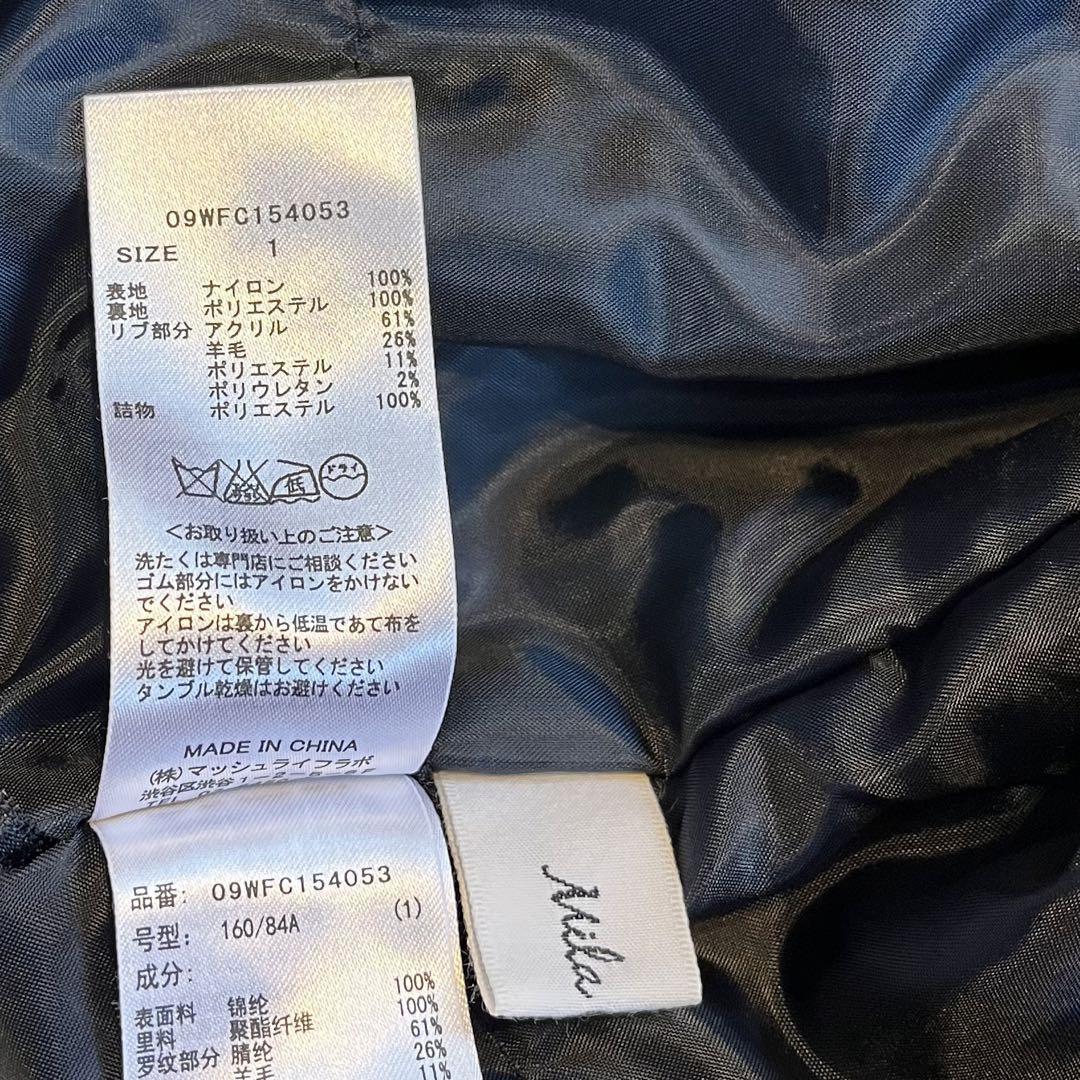 09WFC154053
SIZE 1
表地 ナイロン 100%
裏地 ポリエステル 100%
リブ部分 アクリル 61%
羊毛 26%
ポリエステル 11%
ポリウレタン 2%
詰物 ポリエステル 100%
低 ドライ
<お取り扱い上のご注意>
洗たくは専門店にご相談ください
ゴム部分にはアイロンをかけない
でください
アイロンは裏から低温であて布を
してかけてください
光を避けて保管してください
タンブル乾燥はお避けください
MADE IN CHINA
(株)マッシュライフラボ
渋谷区渋谷
TEL
品番: 09WFC154053
号型: 160/84A (1)
成分:
表面料 锦纶 100%
里料 聚酯纤维 100%
罗纹部分 腈纶 61%
羊毛 26%
11%
Mila